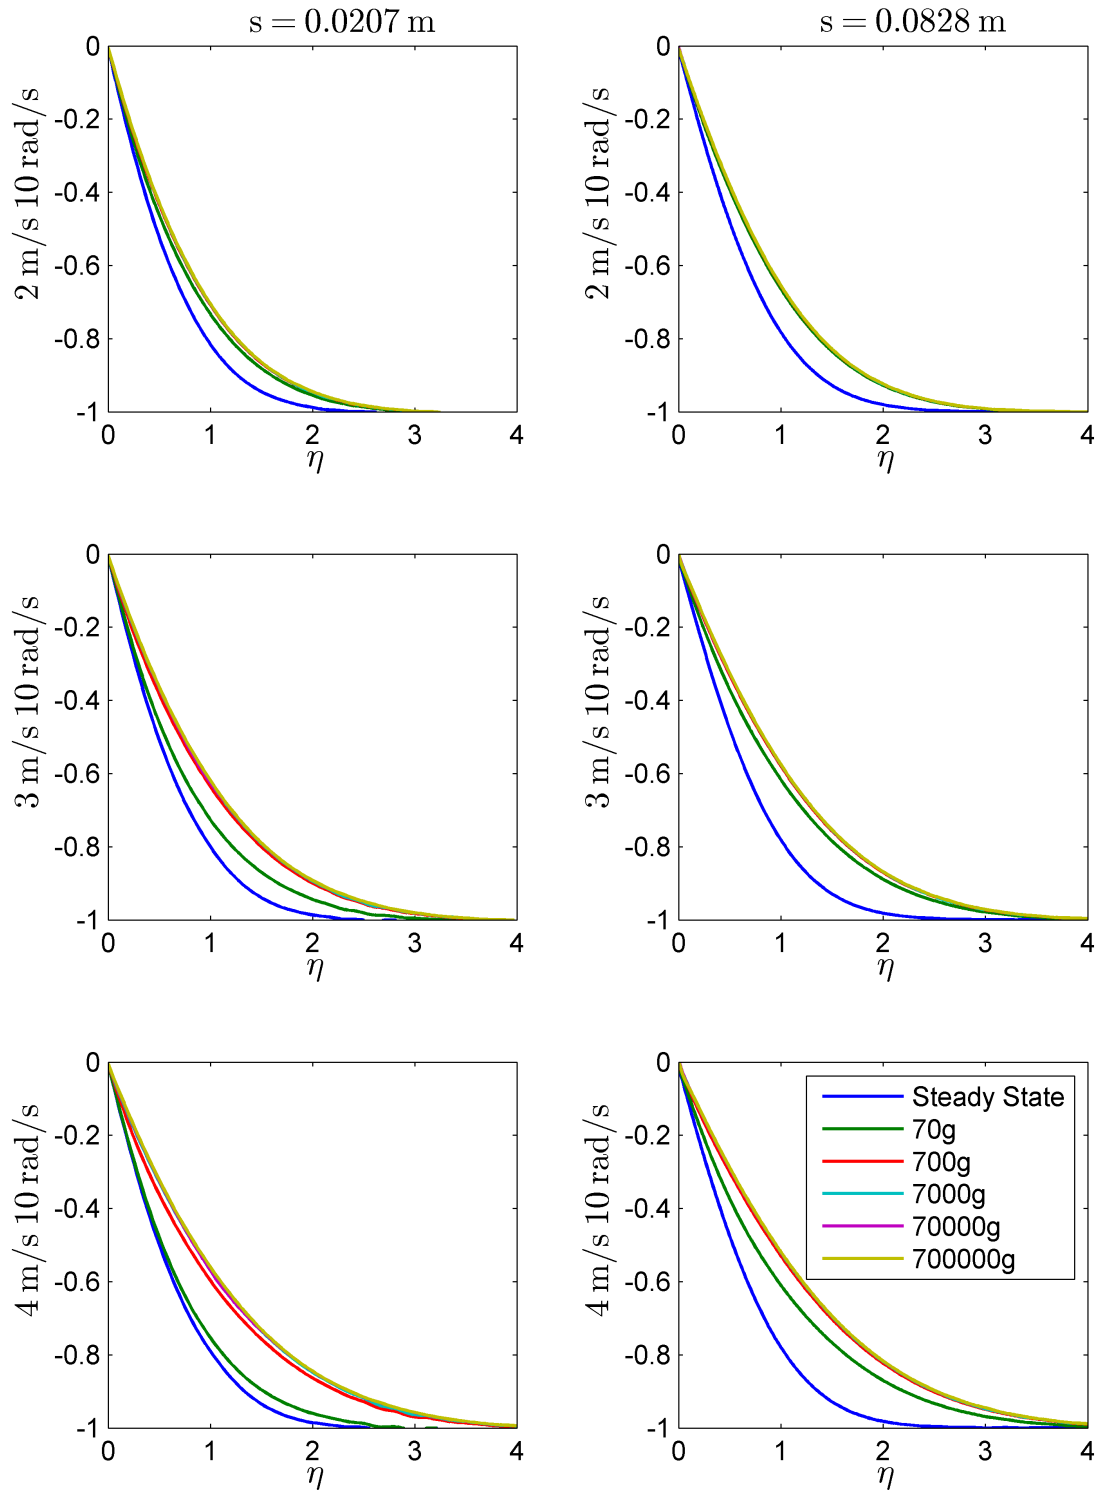 s = 0.0207 m
s = 0.0828 m
2 m/s 10 rad/s
0
-0.2
-0.4
-0.6
-0.8
-1
0 1 2 3 4
η
2 m/s 10 rad/s
0
-0.2
-0.4
-0.6
-0.8
-1
0 1 2 3 4
η
3 m/s 10 rad/s
0
-0.2
-0.4
-0.6
-0.8
-1
0 1 2 3 4
η
3 m/s 10 rad/s
0
-0.2
-0.4
-0.6
-0.8
-1
0 1 2 3 4
η
4 m/s 10 rad/s
0
-0.2
-0.4
-0.6
-0.8
-1
0 1 2 3 4
η
4 m/s 10 rad/s
0
-0.2
-0.4
-0.6
-0.8
-1
0 1 2 3 4
η
Steady State
70g
700g
7000g
70000g
700000g